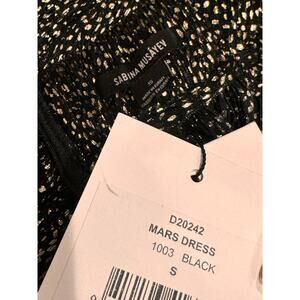 SABINA MUSAYEV
D20242
MARS DRESS
1003 BLACK
S